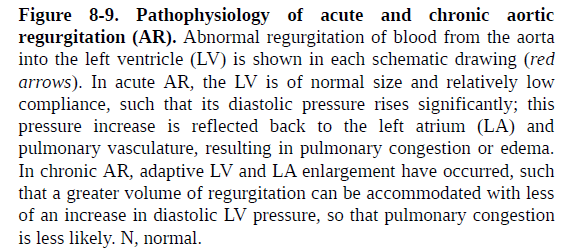 Figure 8-9. Pathophysiology of acute and chronic aortic
regurgitation (AR). Abnormal regurgitation of blood from the aorta
into the left ventricle (LV) is shown in each schematic drawing (red
arrows). In acute AR, the LV is of normal size and relatively low
compliance, such that its diastolic pressure rises significantly; this
pressure increase is reflected back to the left atrium (LA) and
pulmonary vasculature, resulting in pulmonary congestion or edema.
In chronic AR, adaptive LV and LA enlargement have occurred, such
that a greater volume of regurgitation can be accommodated with less
of an increase in diastolic LV pressure, so that pulmonary congestion
is less likely. N, normal.